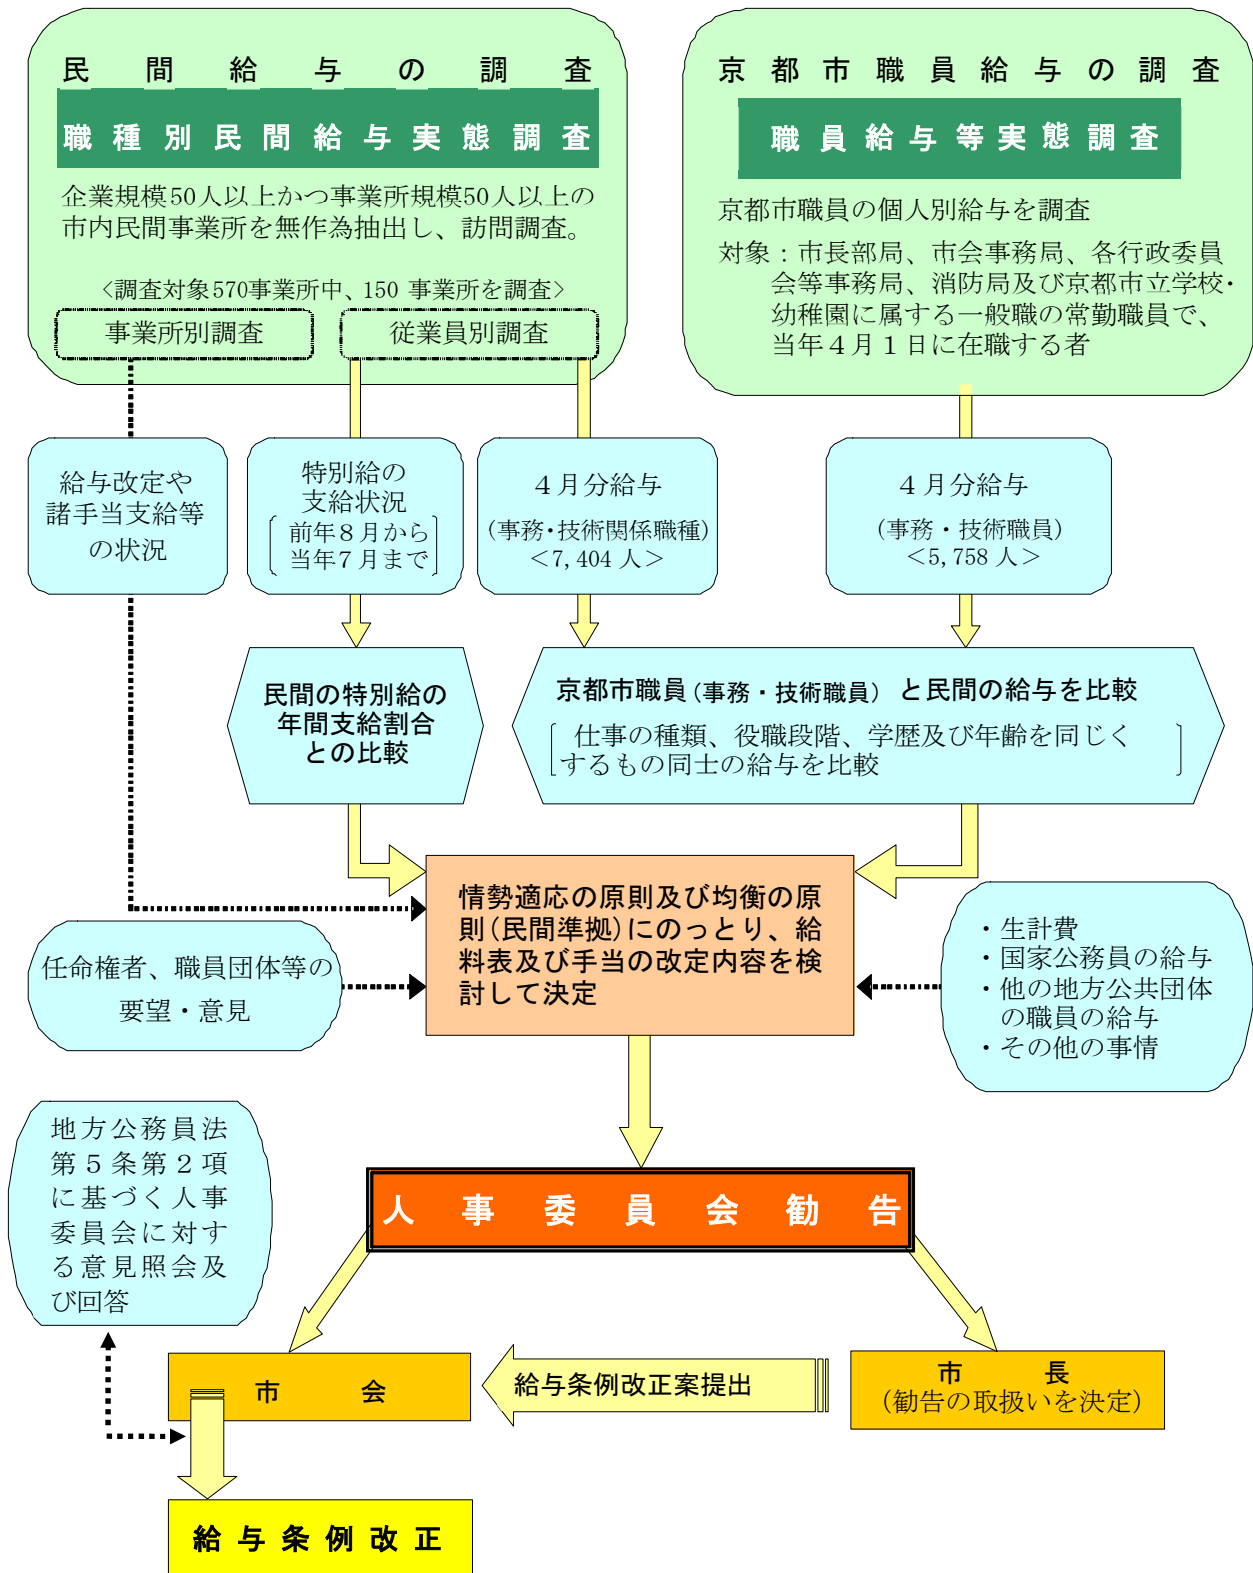 民間給与の調査
職種別民間給与実態調査
企業規模50人以上かつ事業所規模50人以上の
市内民間事業所を無作為抽出し、訪問調査。
<調査対象570事業所中、150 事業所を調査>
事業所別調査
従業員別調査
京都市職員給与の調査
職員給与等実態調査
京都市職員の個人別給与を調査
対象：市長部局、市会事務局、各行政委員
会等事務局、消防局及び京都市立学校・
幼稚園に属する一般職の常勤職員で、
当年４月１日に在職する者
給与改定や
諸手当支給等
の状況
特別給の
支給状況
前年８月から
当年７月まで
４月分給与
(事務・技術関係職種)
<7,404 人>
４月分給与
(事務・技術職員)
<5,758 人>
民間の特別給の
年間支給割合
との比較
京都市職員(事務・技術職員) と民間の給与を比較
仕事の種類、役職段階、学歴及び年齢を同じく
するもの同士の給与を比較
情勢適応の原則及び均衡の原
則(民間準拠)にのっとり、給
料表及び手当の改定内容を検
討して決定
任命権者、職員団体等の
要望・意見
・生計費
・国家公務員の給与
・他の地方公共団体
の職員の給与
・その他の事情
地方公務員法
第５条第２項
に基づく人事
委員会に対す
る意見照会及
び回答
人事委員会勧告
市会
給与条例改正案提出
市長
(勧告の取扱いを決定)
給与条例改正